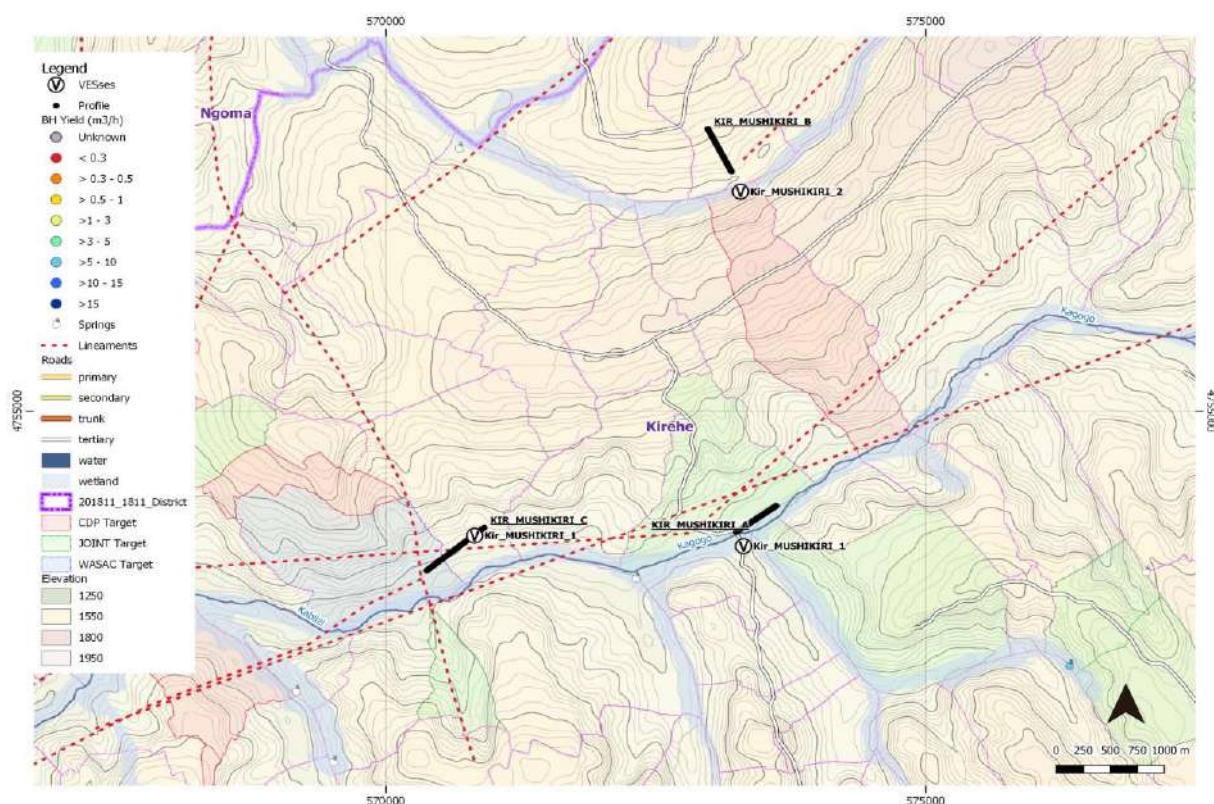 570000
575000
Legend
VESses
Profile
BH Yield (m3/h)
Unknown
< 0.3
> 0.3 - 0.5
> 0.5 - 1
>1 - 3
>3 - 5
>5 - 10
>10 - 15
>15
Springs
Lineaments
Roads
primary
secondary
trunk
tertiary
water
wetland
201811_1811_District
CDP Target
JOINT Target
WASAC Target
Elevation
1250
1550
1800
1950
Ngoma
KIR_MUSHIKIRI_B
V
Kir_MUSHIKIRI_2
Kagogo
4755000
4755000
Kirehe
KIR_MUSHIKIRI_C
V
Kir_MUSHIKIRI_1
KIR_MUSHIKIRI_A
Kagogo
V
Kir_MUSHIKIRI_1
0 250 500 750 1000 m
570000
575000